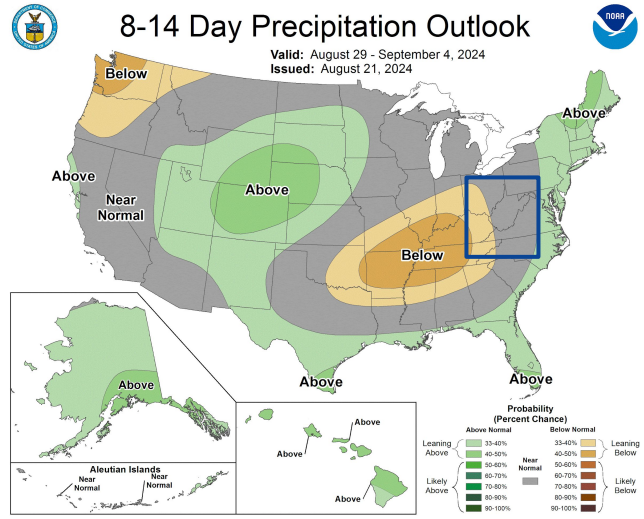 8-14 Day Precipitation Outlook
Valid: August 29 - September 4, 2024
Issued: August 21, 2024
NOAA
Below
Above
Above
Near
Normal
Above
Below
Above
Above
Above
Aleutian Islands
Near
Normal
Near
Normal
Above
Above
Above
Probability
(Percent Chance)
Above Normal
Below Normal
Leaning
Above
33-40%
40-50%
Likely
Above
50-60%
60-70%
70-80%
80-90%
90-100%
Near
Normal
33-40%
40-50%
Leaning
Below
50-60%
60-70%
70-80%
80-90%
90-100%
Likely
Below